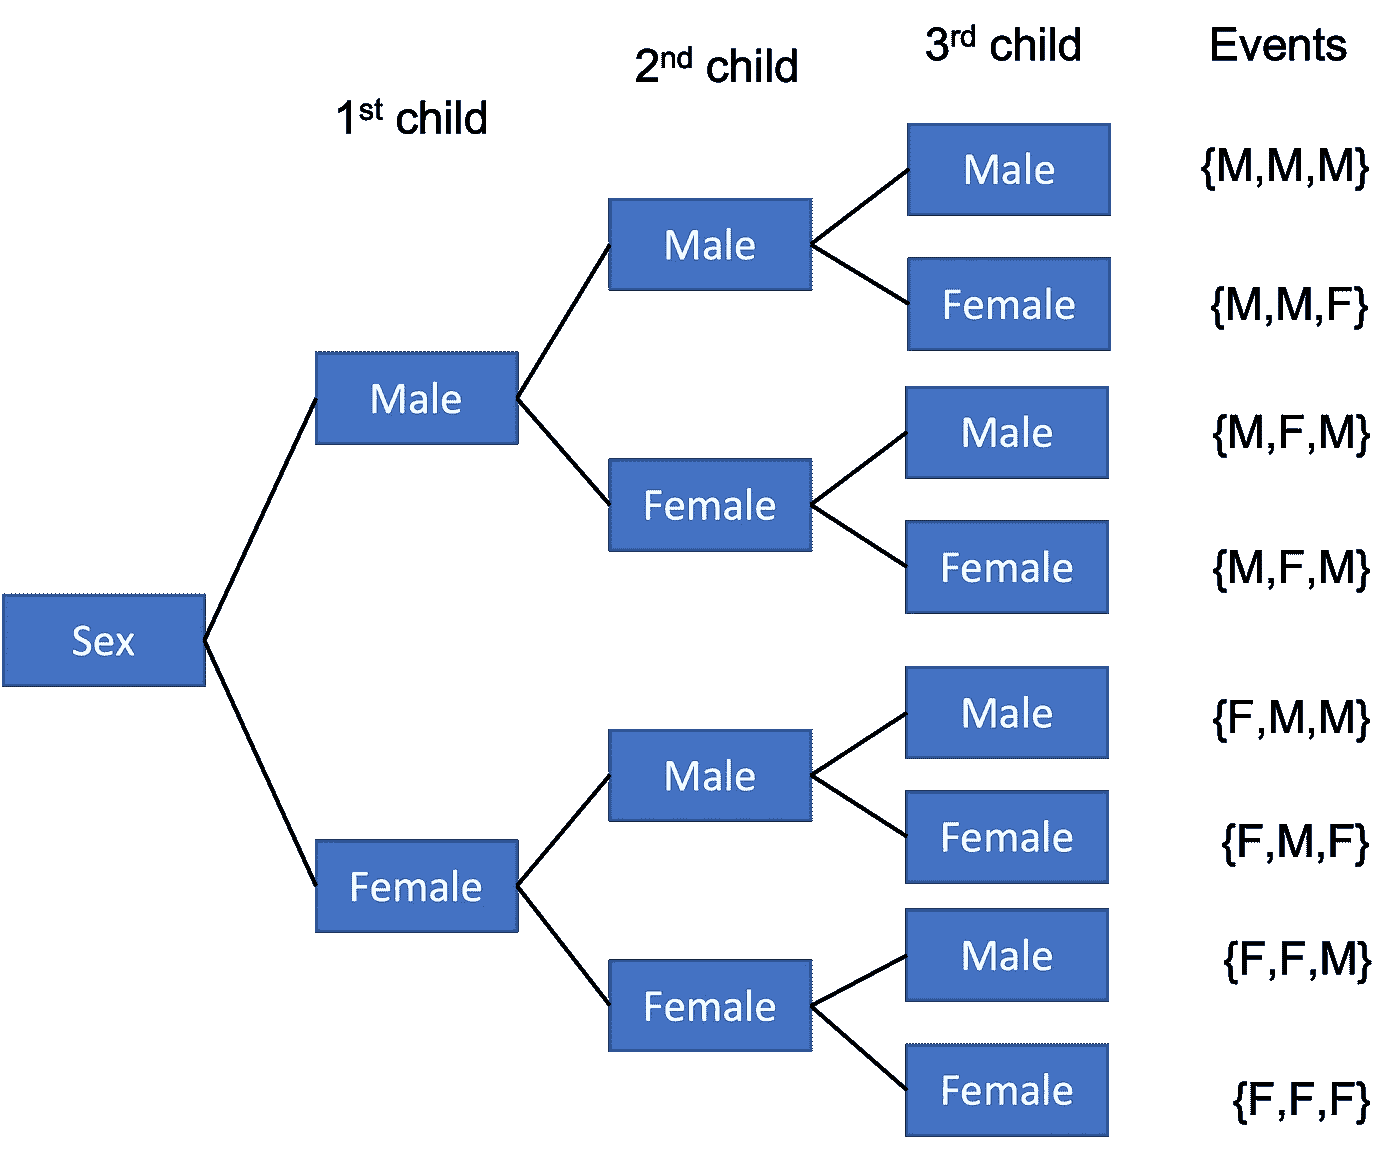 1st child
2nd child
3rd child
Events
Male
{M,M,M}
Male
Female
{M,M,F}
Male
Male
{M,F,M}
Female
Female
{M,F,M}
Sex
Male
{F,M,M}
Male
Female
{F,M,F}
Female
Male
{F,F,M}
Female
Female
{F,F,F}